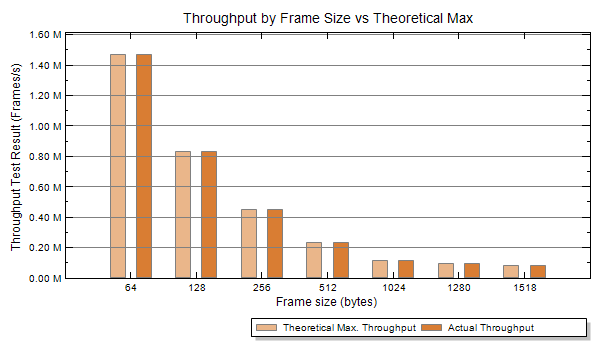 Throughput by Frame Size vs Theoretical Max
Throughput Test Result (Frames/s)
1.60 M
1.40 M
1.20 M
1.00 M
0.80 M
0.60 M
0.40 M
0.20 M
0.00 M
64 128 256 512 1024 1280 1518
Frame size (bytes)
Theoretical Max. Throughput Actual Throughput